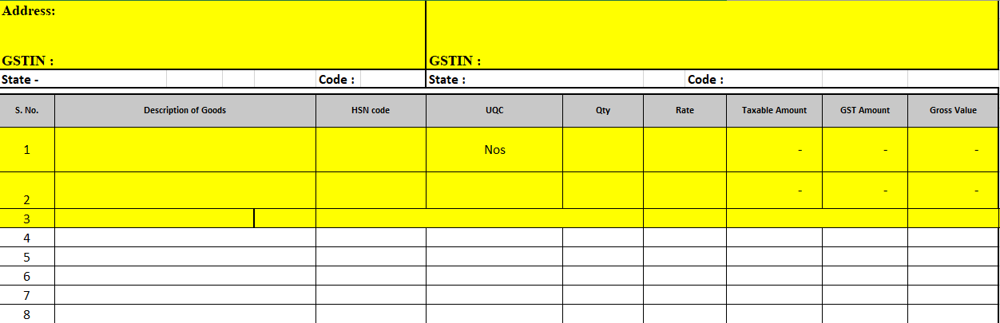 Address:
GSTIN : GSTIN :
State - Code : State : Code :
S. No. Description of Goods HSN code UQC Qty Rate Taxable Amount GST Amount Gross Value
1 Nos - - -
2 - - -
3
4
5
6
7
8